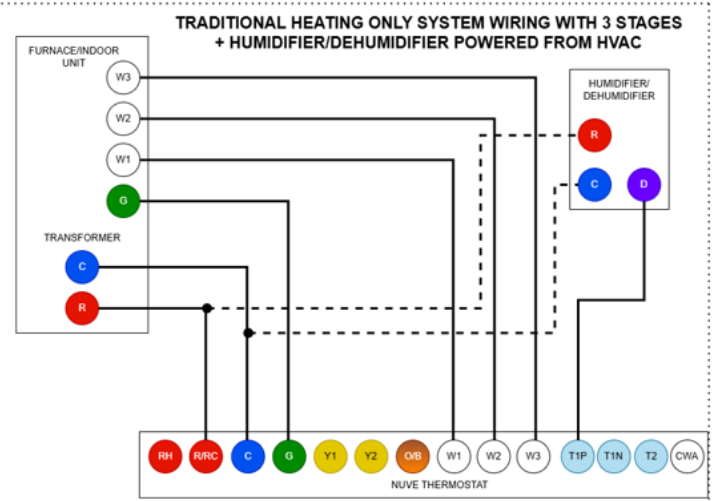 TRADITIONAL HEATING ONLY SYSTEM WIRING WITH 3 STAGES
+ HUMIDIFIER/DEHUMIDIFIER POWERED FROM HVAC
FURNACE/INDOOR
UNIT
W3
W2
W1
G
TRANSFORMER
C
R
HUMIDIFIER/
DEHUMIDIFIER
R
C D
RH R/RC C G Y1 Y2 O/B W1 W2 W3 T1P T1N T2 CWA
NUVE THERMOSTAT